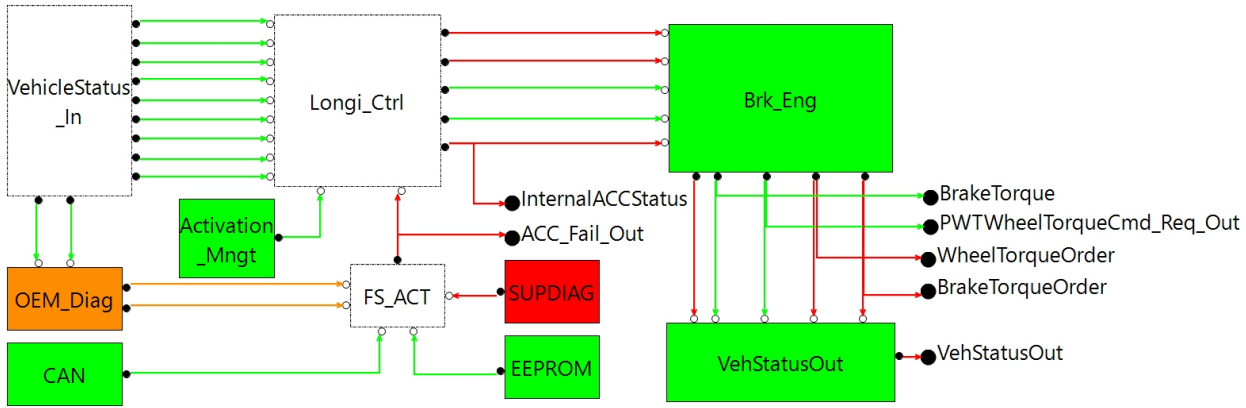 VehicleStatus
_In
Longi_Ctrl
Brk_Eng
InternalACCStatus
BrakeTorque
Activation
_Mngt
ACC_Fail_Out
PWTWheelTorqueCmd_Req_Out
WheelTorqueOrder
OEM_Diag
FS_ACT
SUPDIAG
BrakeTorqueOrder
CAN
EEPROM
VehStatusOut
VehStatusOut